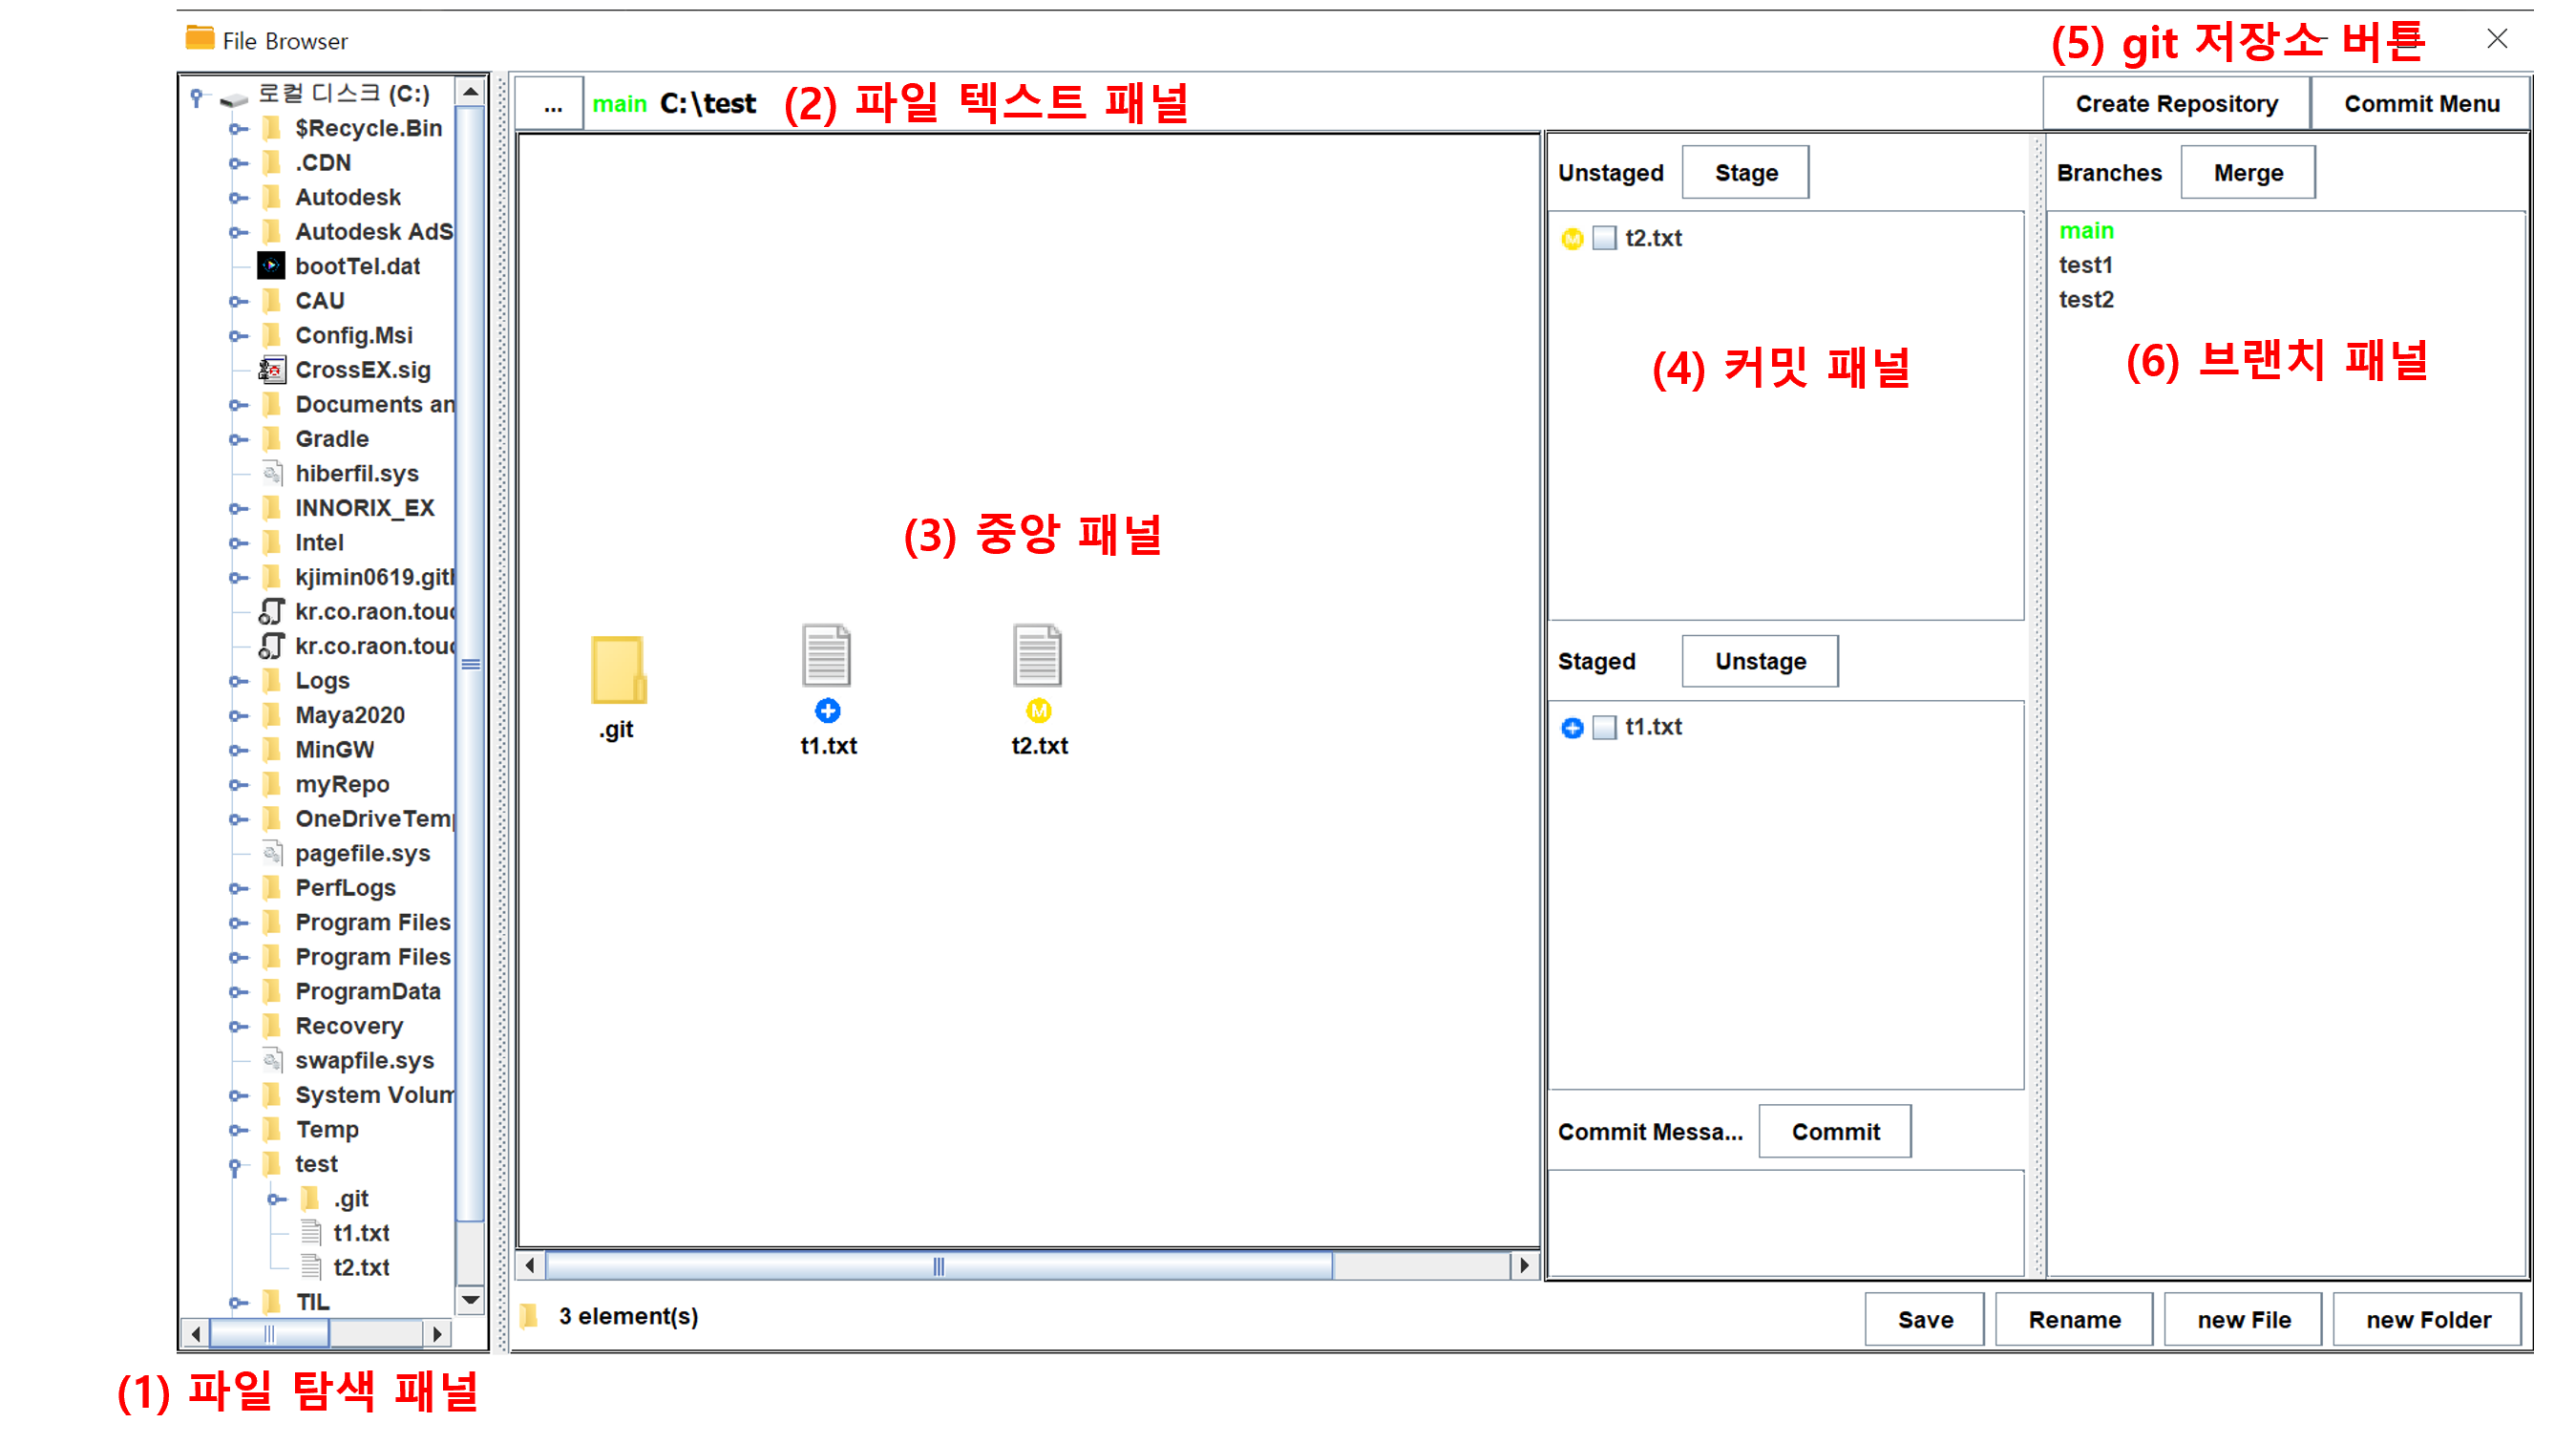 File Browser
(5) git 저장소 버튼
로컬 디스크 (C:)
$Recycle.Bin
.CDN
Autodesk
Autodesk AdS
bootTel.dat
CAU
Config.Msi
CrossEX.sig
Documents an
Gradle
hiberfil.sys
INNORIX_EX
Intel
kjimin0619.gith
kr.co.raon.touc
kr.co.raon.touc
Logs
Maya2020
MinGW
myRepo
OneDriveTemp
pagefile.sys
PerfLogs
Program Files
Program Files
ProgramData
Recovery
swapfile.sys
System Volum
Temp
test
.git
t1.txt
t2.txt
TIL
(1) 파일 탐색 패널
... main C:\test (2) 파일 텍스트 패널
Create Repository Commit Menu
(3) 중앙 패널
.git
t1.txt
M
t2.txt
Unstaged Stage
M t2.txt
(4) 커밋 패널
Staged Unstage
t1.txt
Commit Messa... Commit
Branches Merge
main
test1
test2
(6) 브랜치 패널
3 element(s)
Save Rename new File new Folder